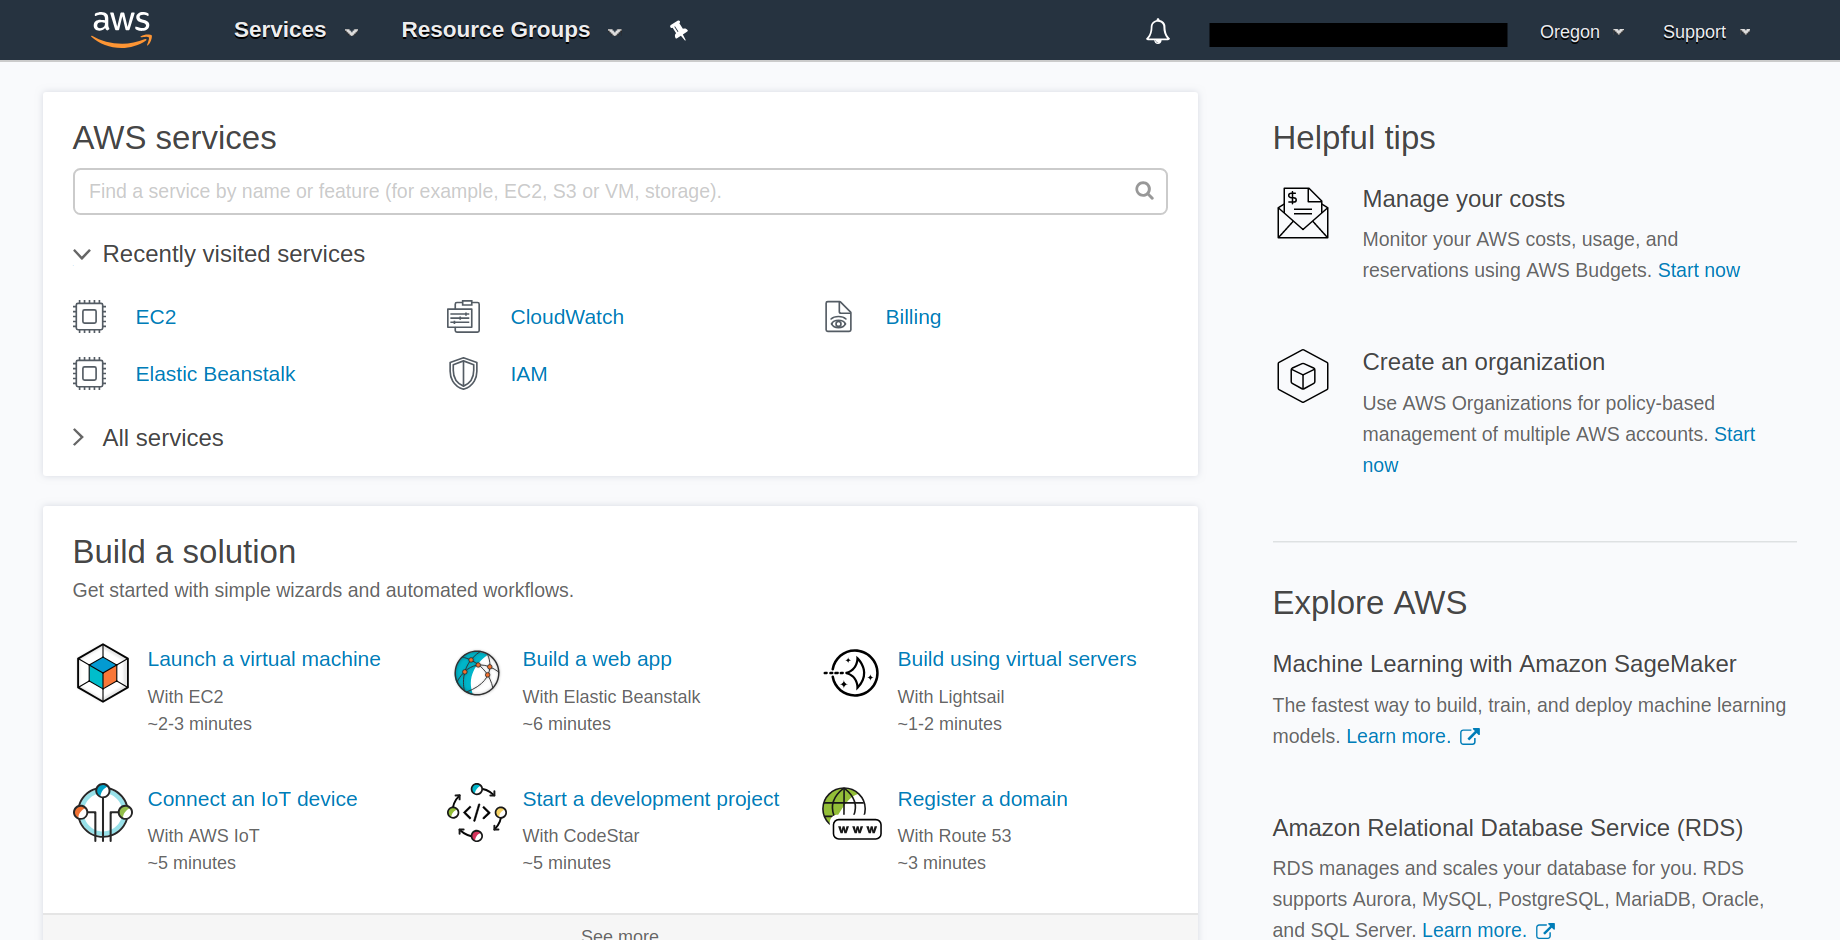 aws Services Resource Groups Oregon Support
AWS services
Find a service by name or feature (for example, EC2, S3 or VM, storage).
Recently visited services
EC2 CloudWatch Billing
Elastic Beanstalk IAM
All services
Build a solution
Get started with simple wizards and automated workflows.
Launch a virtual machine
With EC2
~2-3 minutes
Build a web app
With Elastic Beanstalk
~6 minutes
Build using virtual servers
With Lightsail
~1-2 minutes
Connect an IoT device
With AWS IoT
~5 minutes
Start a development project
With CodeStar
~5 minutes
www
Register a domain
With Route 53
~3 minutes
See more
Helpful tips
$
Manage your costs
Monitor your AWS costs, usage, and
reservations using AWS Budgets. Start now
Create an organization
Use AWS Organizations for policy-based
management of multiple AWS accounts. Start
now
Explore AWS
Machine Learning with Amazon SageMaker
The fastest way to build, train, and deploy machine learning
models. Learn more.
Amazon Relational Database Service (RDS)
RDS manages and scales your database for you. RDS
supports Aurora, MySQL, PostgreSQL, MariaDB, Oracle,
and SQL Server. Learn more.